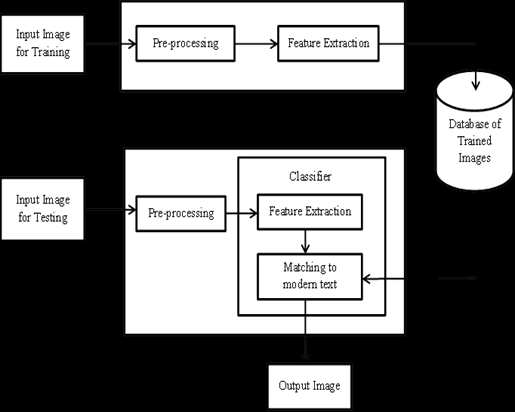 Input Image
for Training
Pre-processing
Feature Extraction
Database of
Trained
Images
Input Image
for Testing
Pre-processing
Classifier
Feature Extraction
Matching to
modern text
Output Image